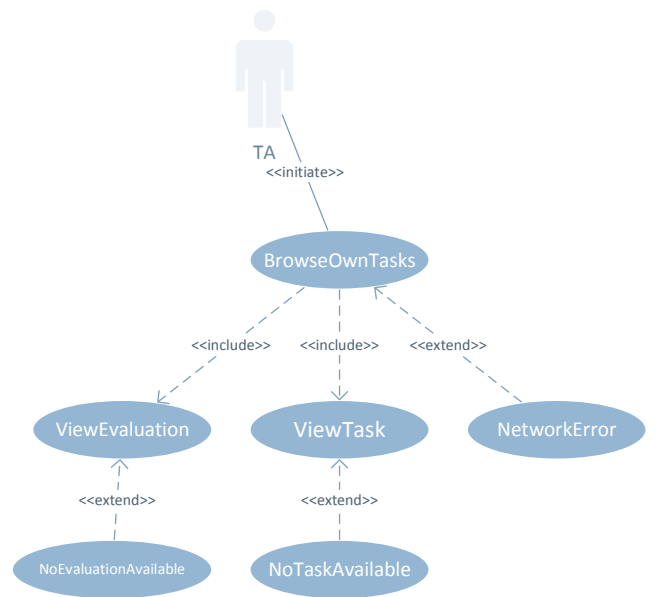 TA
<<initiate>>
BrowseOwnTasks
<<include>>
<<include>>
<<extend>>
ViewEvaluation
ViewTask
NetworkError
<<extend>>
<<extend>>
NoEvaluationAvailable
NoTaskAvailable